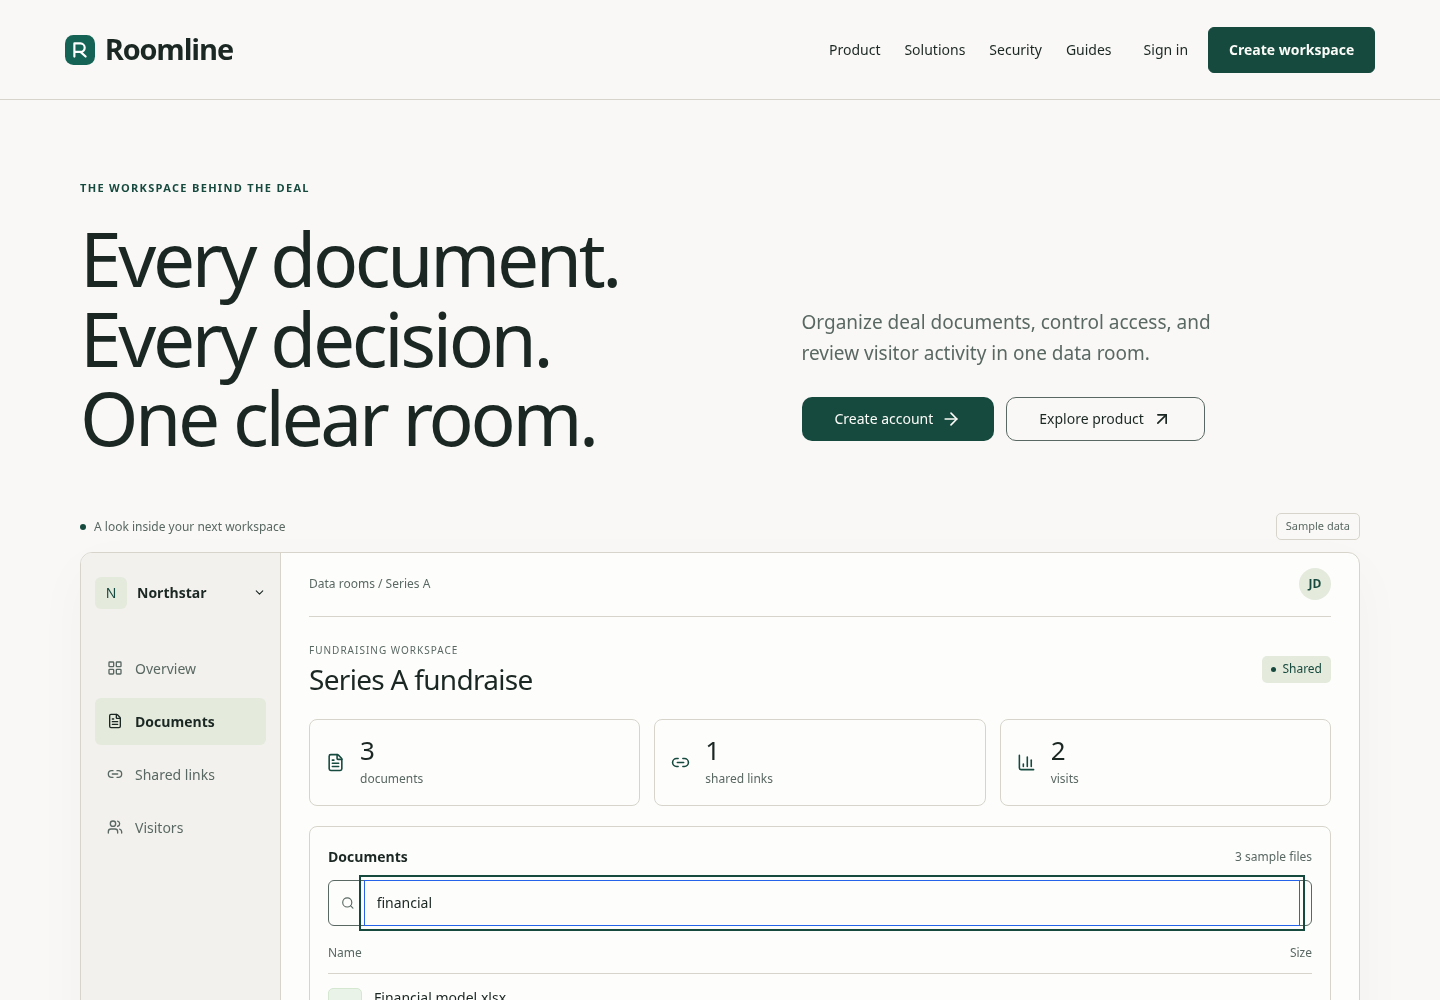 Roomline
Product
Solutions
Security
Guides
Sign in
Create workspace
THE WORKSPACE BEHIND THE DEAL
Every document.
Every decision.
One clear room.
Organize deal documents, control access, and
review visitor activity in one data room.
Create account
Explore product
A look inside your next workspace
Sample data
N
Northstar
Overview
Documents
Shared links
Visitors
Data rooms / Series A
JD
FUNDRAISING WORKSPACE
Series A fundraise
Shared
3
documents
1
shared links
2
visits
Documents
3 sample files
financial
Name
Size
Financial model.xlsx